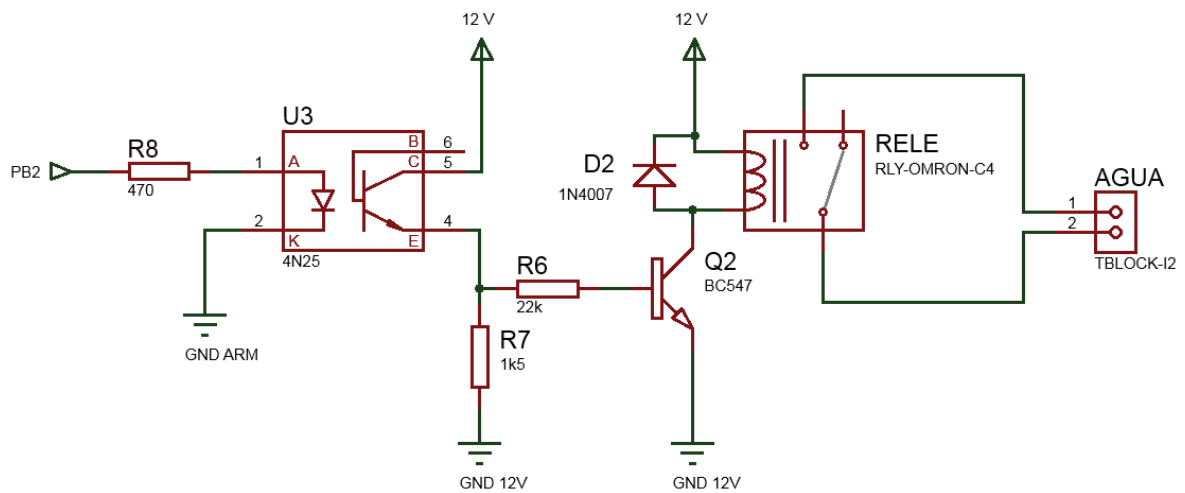 12 V
12 V
U3
B
6
C
5
R8
1
A
PB2
470
2
K
4
E
4N25
GND ARM
R6
22k
R7
1k5
GND 12V
D2
1N4007
Q2
BC547
GND 12V
RELE
RLY-OMRON-C4
AGUA
1
2
TBLOCK-I2